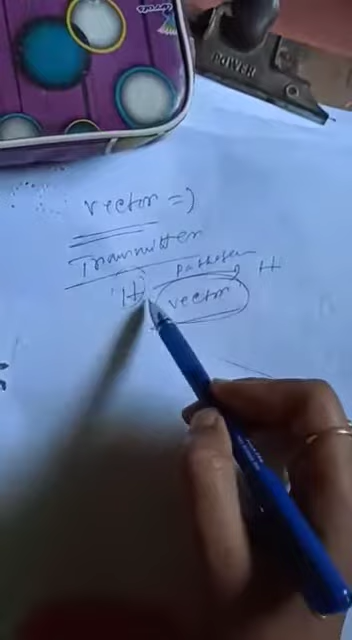 POWER
vector =)
Transmitter
Pathogen
'H' vector H